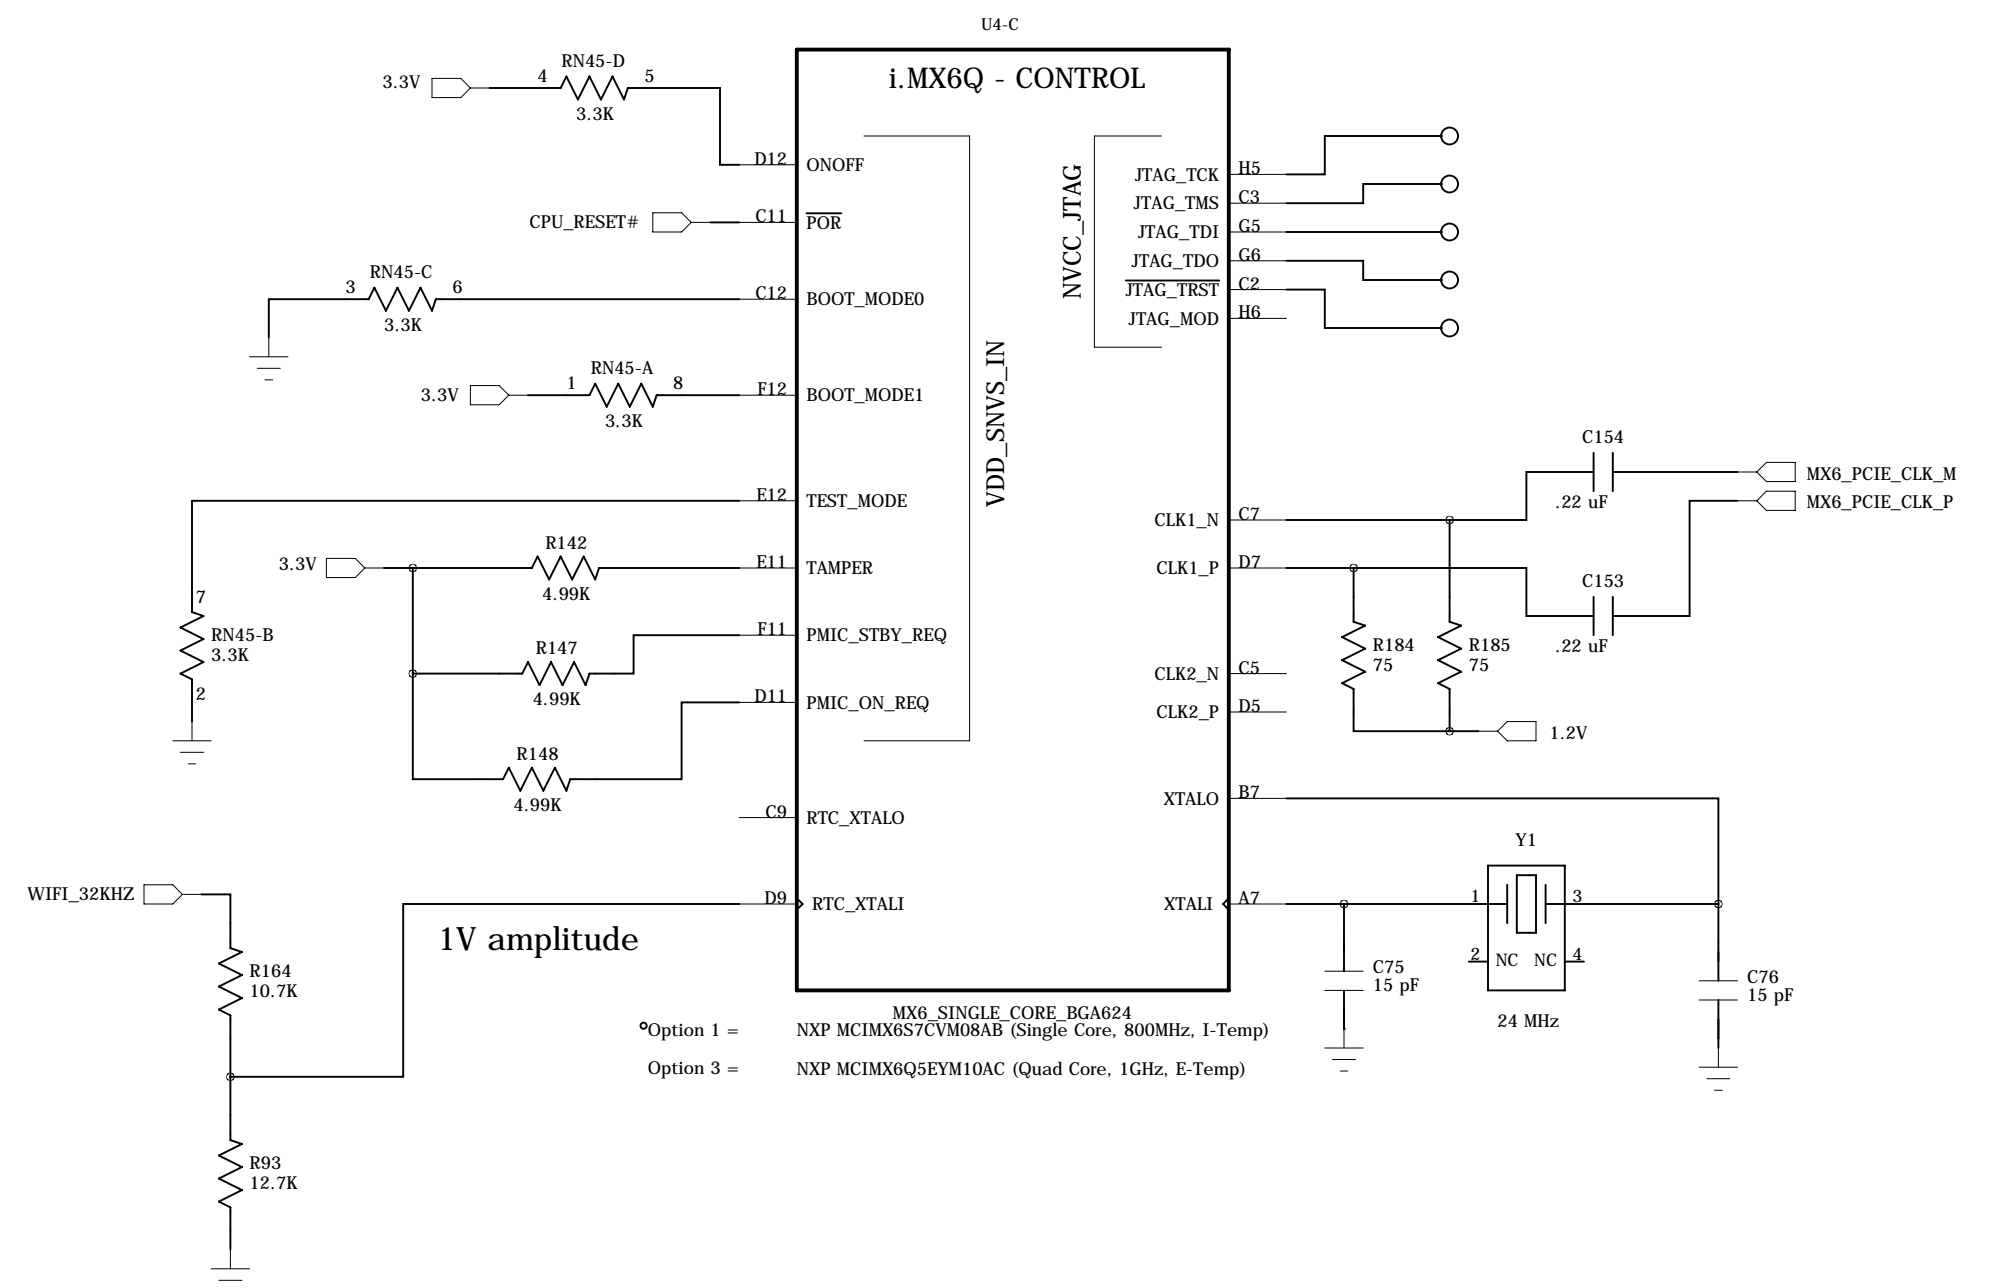 U4-C
i.MX6Q - CONTROL
3.3V
4
RN45-D
5
3.3K
D12
ONOFF
CPU_RESET#
C11
POR
3
RN45-C
6
3.3K
C12
BOOT_MODE0
3.3V
1
RN45-A
8
3.3K
F12
BOOT_MODE1
VDD_SNVS_IN
E12
TEST_MODE
7
RN45-B
3.3K
2
3.3V
R142
4.99K
E11
TAMPER
R147
4.99K
F11
PMIC_STBY_REQ
R148
4.99K
D11
PMIC_ON_REQ
C9
RTC_XTALO
WIFI_32KHZ
D9
RTC_XTALI
1V amplitude
R164
10.7K
R93
12.7K
NVCC_JTAG
JTAG_TCK
H5
JTAG_TMS
C3
JTAG_TDI
G5
JTAG_TDO
G6
JTAG_TRST
C2
JTAG_MOD
H6
CLK1_N
C7
C154
.22 uF
MX6_PCIE_CLK_M
MX6_PCIE_CLK_P
CLK1_P
D7
C153
.22 uF
R184
75
R185
75
CLK2_N
C5
CLK2_P
D5
1.2V
XTALO
B7
XTALI
A7
Y1
1
3
2
NC
NC
4
24 MHz
C75
15 pF
C76
15 pF
MX6_SINGLE_CORE_BGA624
°Option 1 = NXP MCIMX6S7CVM08AB (Single Core, 800MHz, I-Temp)
Option 3 = NXP MCIMX6Q5EYM10AC (Quad Core, 1GHz, E-Temp)